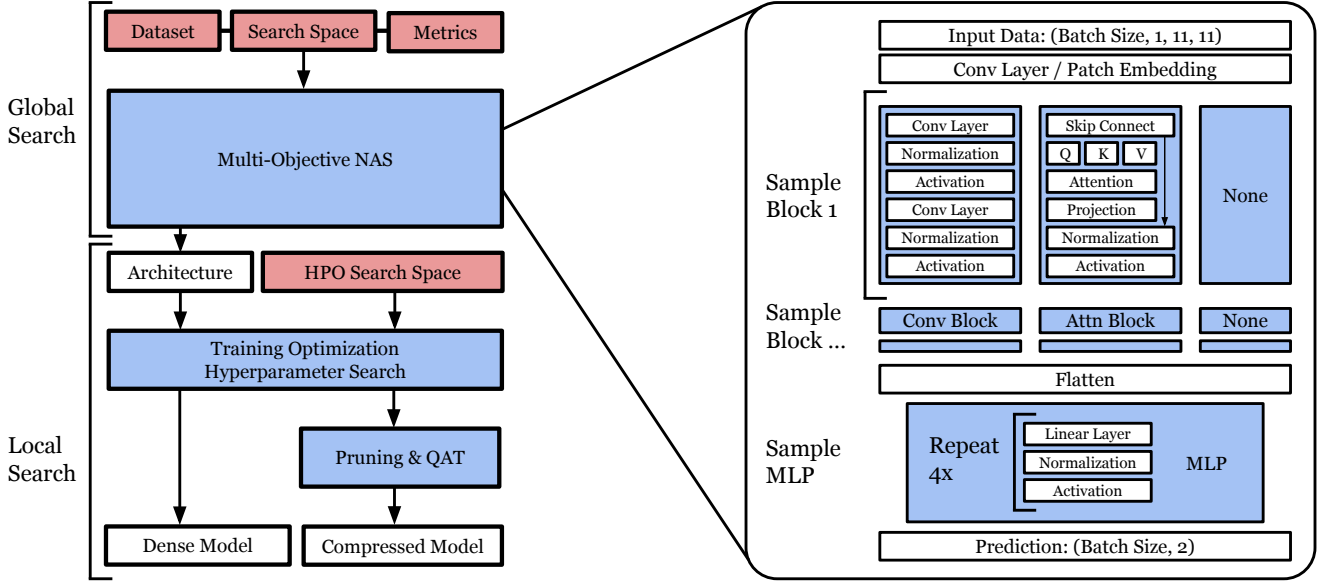 Dataset
Search Space
Metrics
Global
Search
Multi-Objective NAS
Architecture
HPO Search Space
Training Optimization
Hyperparameter Search
Local
Search
Pruning & QAT
Dense Model
Compressed Model
Input Data: (Batch Size, 1, 11, 11)
Conv Layer / Patch Embedding
Sample
Block 1
Conv Layer
Normalization
Activation
Conv Layer
Normalization
Activation
Skip Connect
Q K V
Attention
Projection
Normalization
Activation
None
Sample
Block ...
Conv Block
Attn Block
None
Flatten
Sample
MLP
Repeat
4x
Linear Layer
Normalization
Activation
MLP
Prediction: (Batch Size, 2)